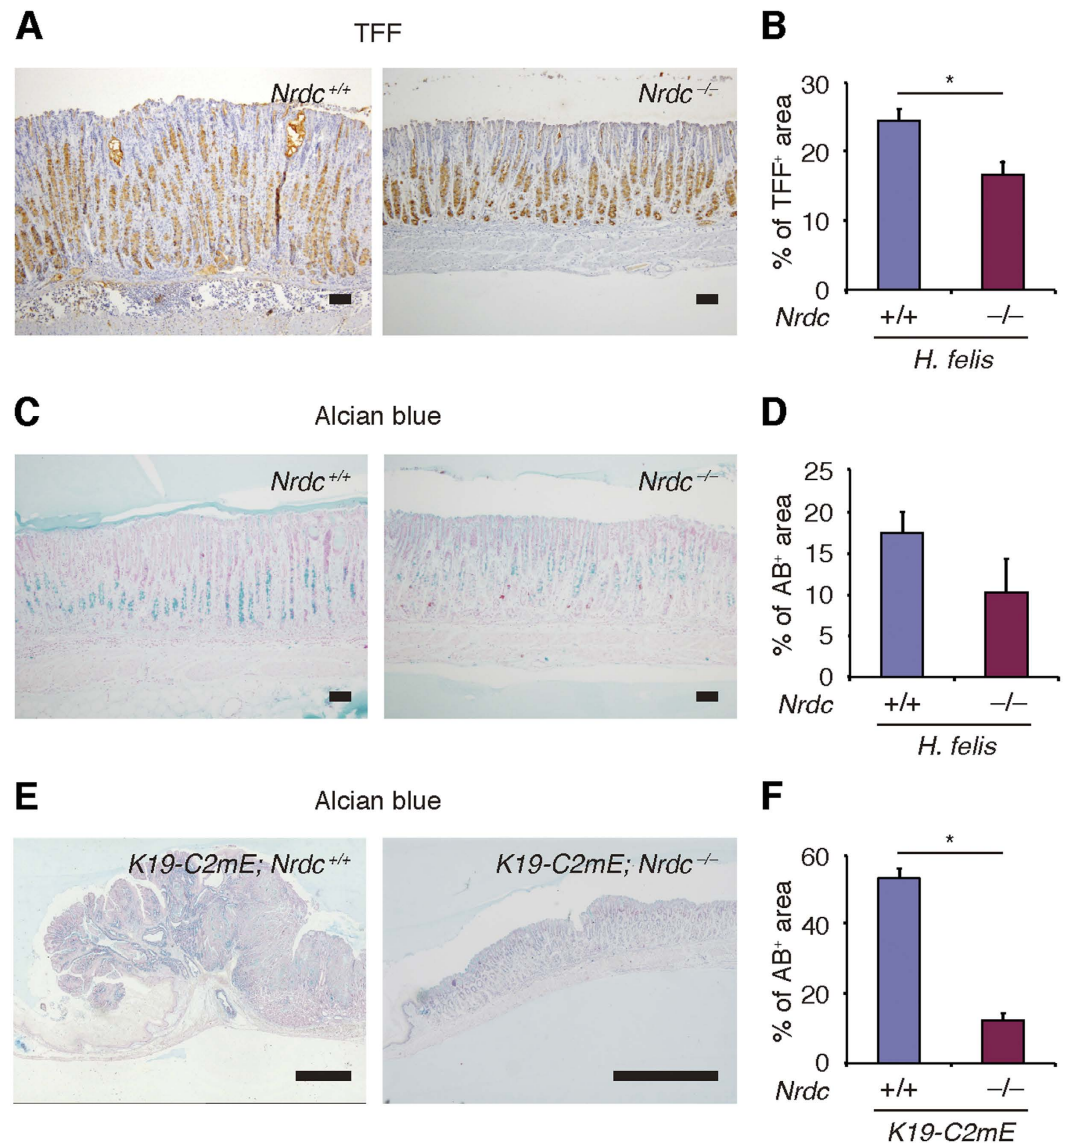 A
TFF
Nrdc+/+
Nrdc−/−
B
% of TFF+ area
30
20
10
0
*
Nrdc +/+ −/−
H. felis
C
Alcian blue
Nrdc+/+
Nrdc−/−
D
% of AB+ area
25
20
15
10
5
0
Nrdc +/+ −/−
H. felis
E
Alcian blue
K19-C2mE; Nrdc+/+
K19-C2mE; Nrdc−/−
F
% of AB+ area
60
40
20
0
*
Nrdc +/+ −/−
K19-C2mE